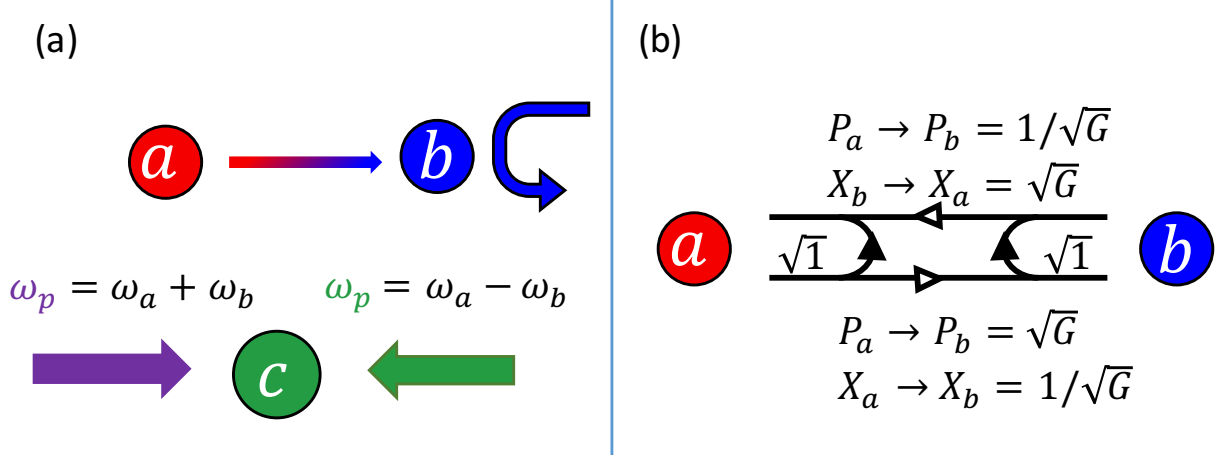 (a)
a
b
ω_p = ω_a + ω_b
ω_p = ω_a − ω_b
c
(b)
P_a → P_b = 1/√G
X_b → X_a = √G
a
√1
√1
b
P_a → P_b = √G
X_a → X_b = 1/√G